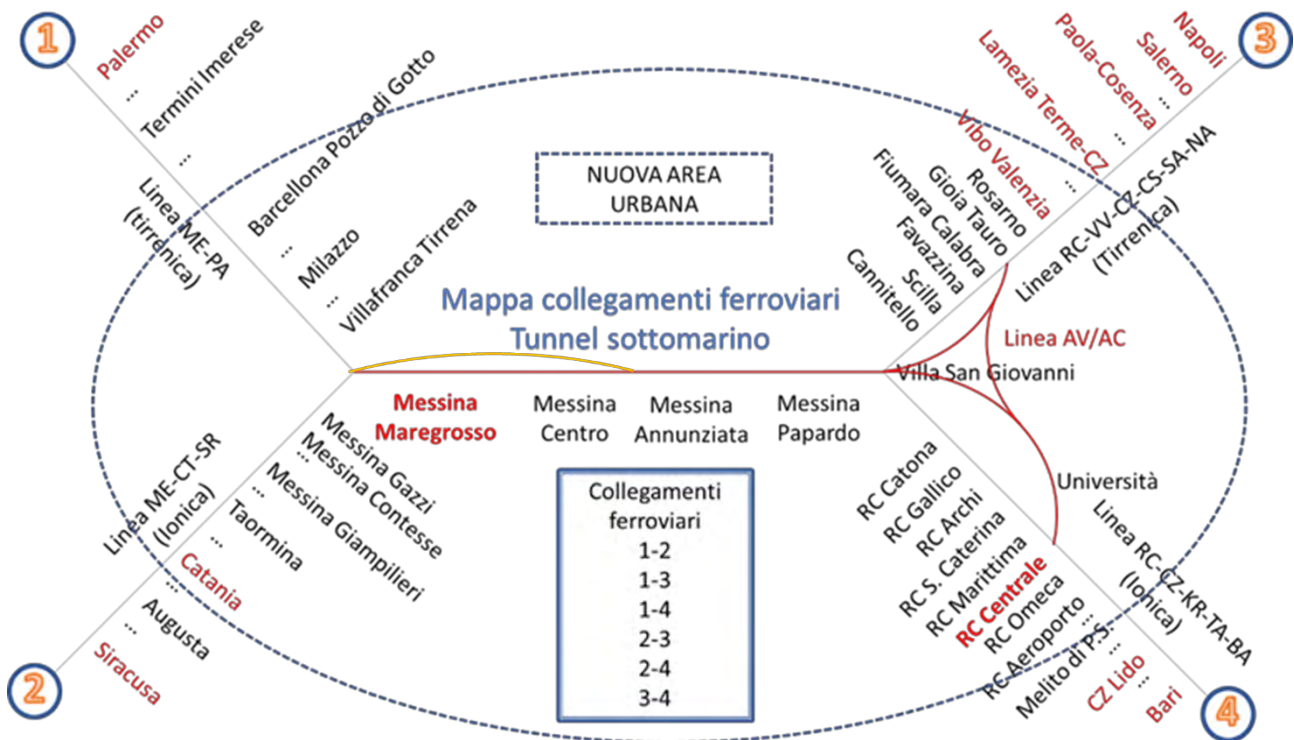 1
Palermo
...
Termini Imerese
...
Barcellona Pozzo di Gotto
...
Milazzo
...
Villafranca Tirrena
Linea ME-PA
(tirrenica)
NUOVA AREA
URBANA
Mappa collegamenti ferroviari
Tunnel sottomarino
3
Napoli
Salerno
...
Paola-Cosenza
...
Lamezia Terme-CZ
...
Vibo Valenzia
Rosarno
Gioia Tauro
Fiumara Calabra
Favazzina
Scilla
Cannitello
Linea RC-VV-CZ-CS-SA-NA
(Tirrenica)
Linea AV/AC
Villa San Giovanni
Messina
Maregrosso
Messina
Centro
Messina
Annunziata
Messina
Papardo
Linea ME-CT-SR
(Ionica)
Messina Gazzi
Messina Contesse
...
Messina Giampilieri
...
Taormina
...
Catania
...
Augusta
...
Siracusa
2
Collegamenti
ferroviari
1-2
1-3
1-4
2-3
2-4
3-4
Università
RC Catona
RC Gallico
RC Archi
RC S. Caterina
RC Marittima
RC Centrale
RC Omeca
RC Aeroporto
...
Melito di P.S.
...
CZ Lido
...
Bari
Linea RC-CZ-KR-TA-BA
(Ionica)
4